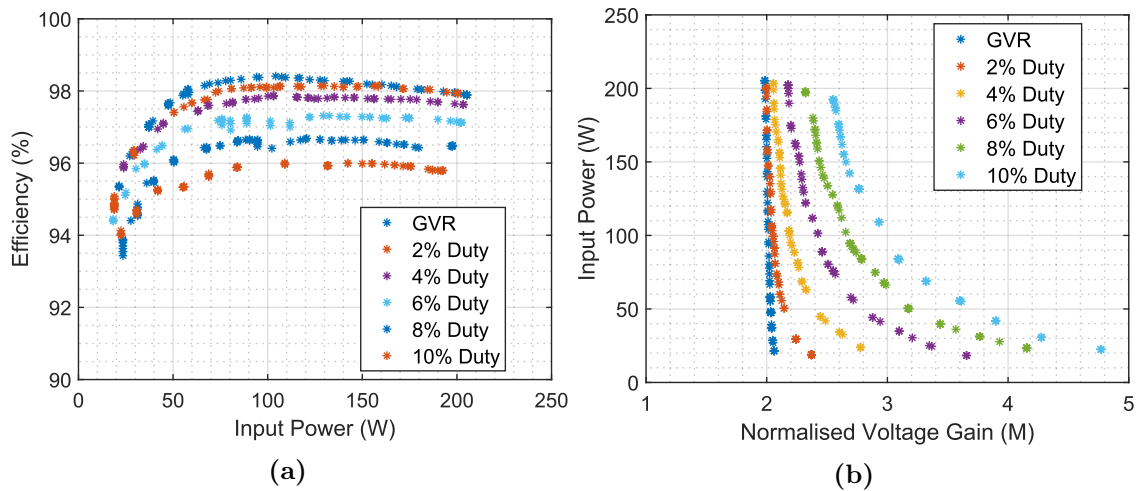 100
98
96
94
92
90
Efficiency (%)
GVR
2% Duty
4% Duty
6% Duty
8% Duty
10% Duty
0 50 100 150 200 250
Input Power (W)
(a)
250
200
150
100
50
0
Input Power (W)
GVR
2% Duty
4% Duty
6% Duty
8% Duty
10% Duty
1 2 3 4 5
Normalised Voltage Gain (M)
(b)